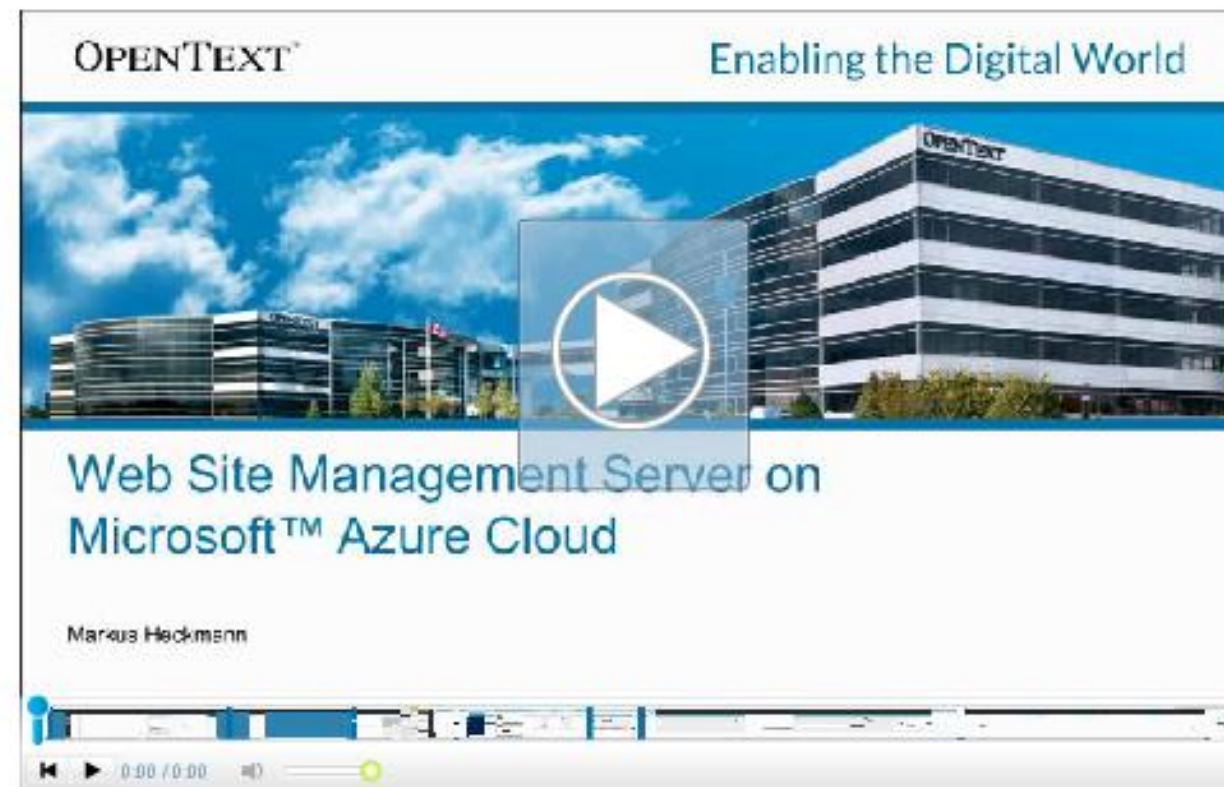 OPENTEXT™
Enabling the Digital World
OPENTEXT
OPENTEXT
Web Site Management Server on
Microsoft™ Azure Cloud
Markus Heckmann
0:00 / 0:00